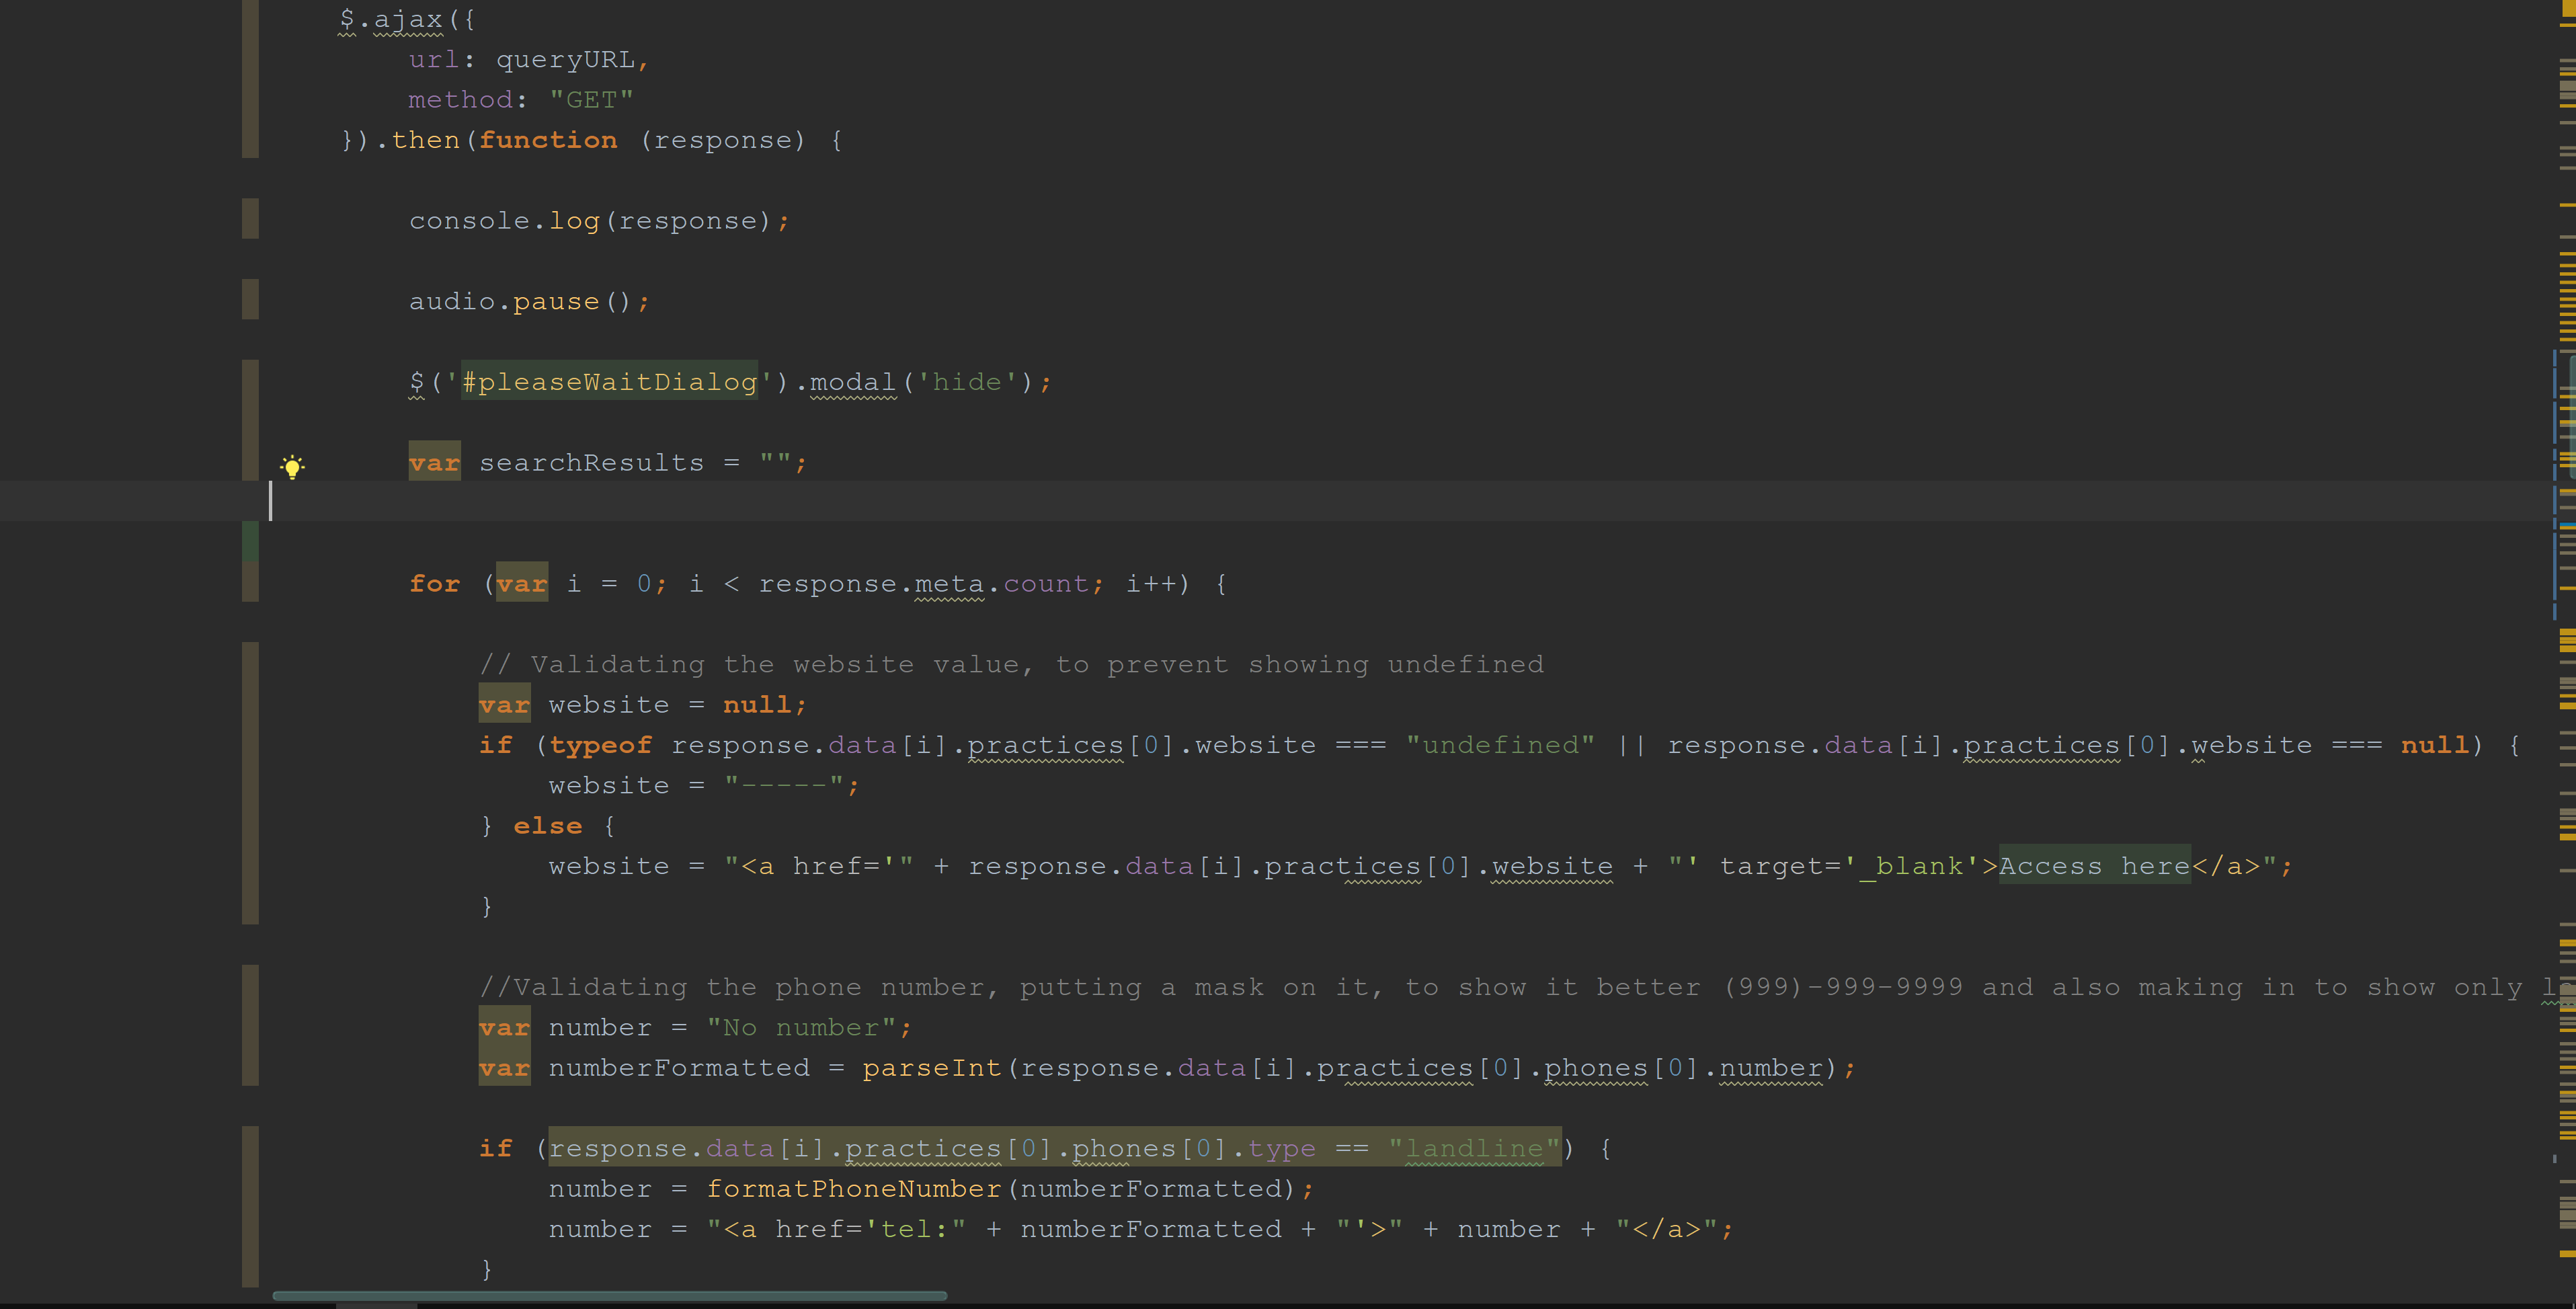 $.ajax({
url: queryURL,
method: "GET"
}).then(function (response) {
console.log(response);
audio.pause();
$('#pleaseWaitDialog').modal('hide');
var searchResults = "";
for (var i = 0; i < response.meta.count; i++) {
// Validating the website value, to prevent showing undefined
var website = null;
if (typeof response.data[i].practices[0].website === "undefined" || response.data[i].practices[0].website === null) {
website = "-----";
} else {
website = "<a href='" + response.data[i].practices[0].website + "' target='_blank'>Access here</a>";
}
//Validating the phone number, putting a mask on it, to show it better (999)-999-9999 and also making in to show only
var number = "No number";
var numberFormatted = parseInt(response.data[i].practices[0].phones[0].number);
if (response.data[i].practices[0].phones[0].type == "landline") {
number = formatPhoneNumber(numberFormatted);
number = "<a href='tel:" + numberFormatted + "'>" + number + "</a>";
}